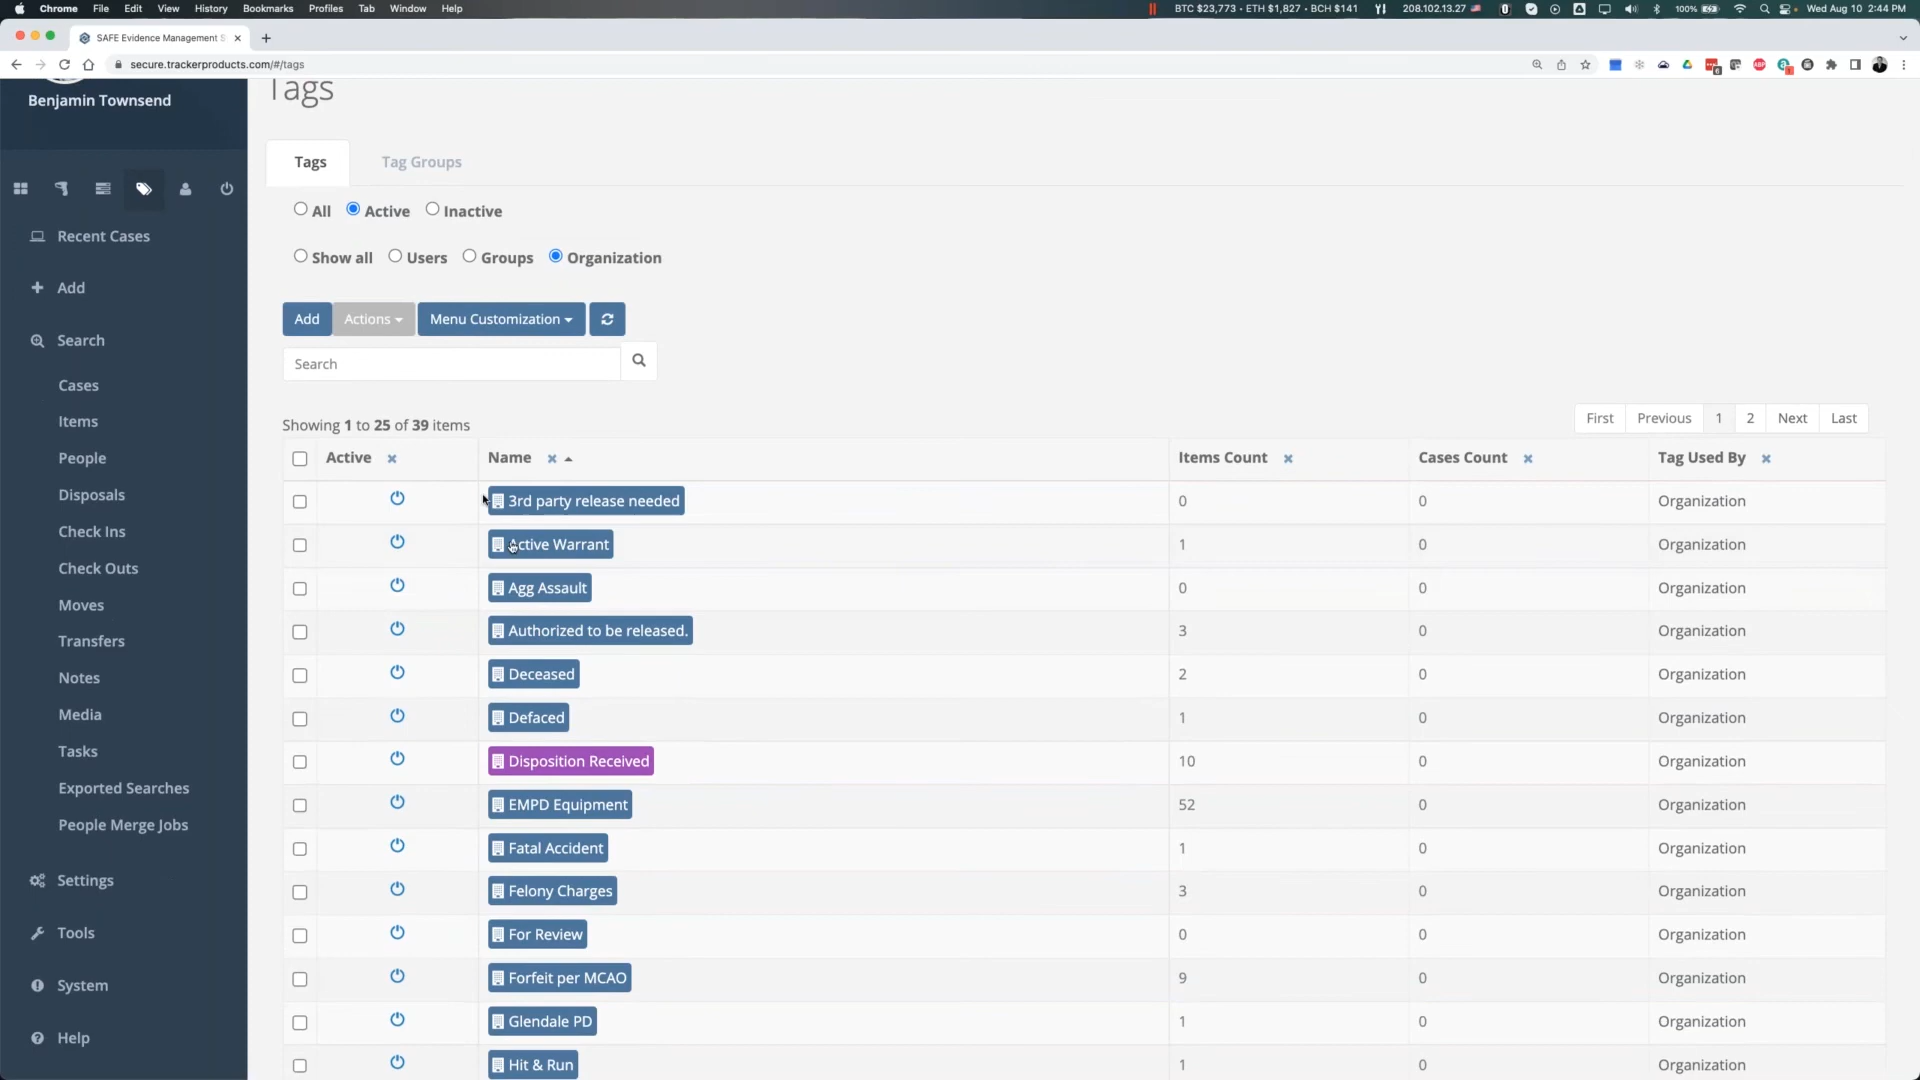 Chrome File Edit View History Bookmarks Profiles Tab Window Help BTC $23,773 • ETH $1,827 • BCH $141 208.102.13.27 100% Wed Aug 10 2:44 PM
SAFE Evidence Management S
secure.trackerproducts.com/#/tags
Benjamin Townsend
Recent Cases
Add
Search
Cases
Items
People
Disposals
Check Ins
Check Outs
Moves
Transfers
Notes
Media
Tasks
Exported Searches
People Merge Jobs
Settings
Tools
System
Help
Tags
Tags Tag Groups
All Active Inactive
Show all Users Groups Organization
Add Actions Menu Customization
Search
Showing 1 to 25 of 39 items First Previous 1 2 Next Last
Active Name Items Count Cases Count Tag Used By
3rd party release needed 0 0 Organization
Active Warrant 1 0 Organization
Agg Assault 0 0 Organization
Authorized to be released. 3 0 Organization
Deceased 2 0 Organization
Defaced 1 0 Organization
Disposition Received 10 0 Organization
EMPD Equipment 52 0 Organization
Fatal Accident 1 0 Organization
Felony Charges 3 0 Organization
For Review 0 0 Organization
Forfeit per MCAO 9 0 Organization
Glendale PD 1 0 Organization
Hit & Run 1 0 Organization